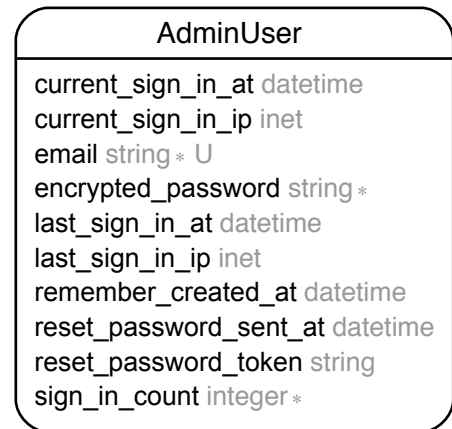 AdminUser
current_sign_in_at datetime
current_sign_in_ip inet
email string * U
encrypted_password string *
last_sign_in_at datetime
last_sign_in_ip inet
remember_created_at datetime
reset_password_sent_at datetime
reset_password_token string
sign_in_count integer *